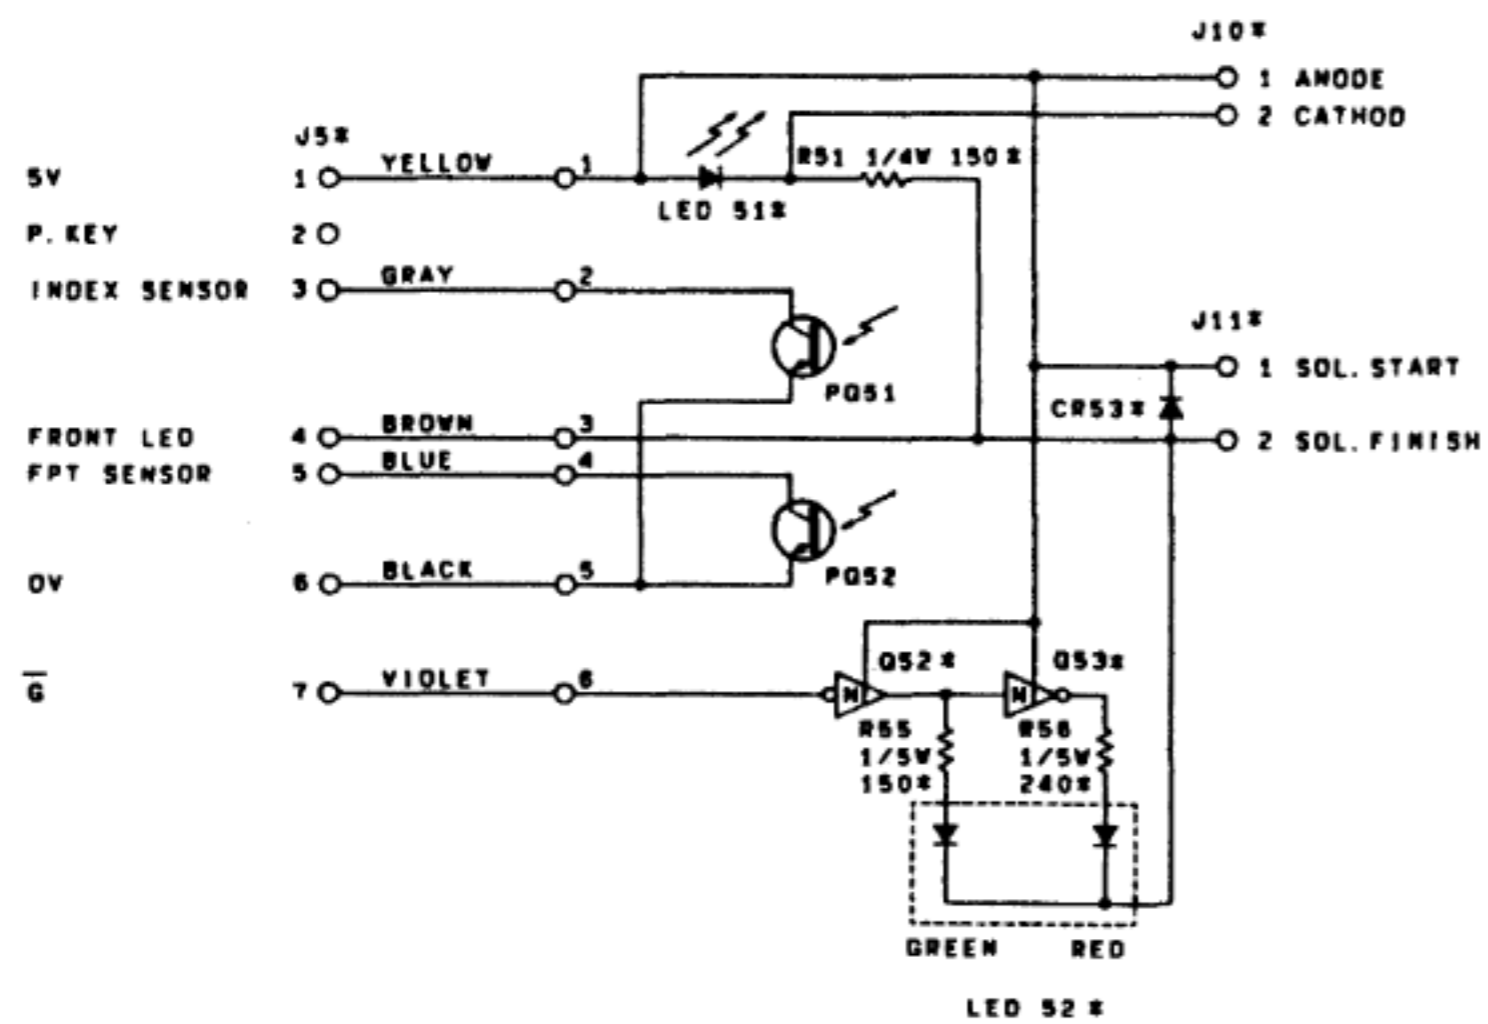 J10*
1 ANODE
2 CATHOD
J5*
5V 1 YELLOW 1
R51 1/4W 150*
LED 51*
P.KEY 2
INDEX SENSOR 3 GRAY 2
J11*
1 SOL.START
PQ51
CR53*
FRONT LED 4 BROWN 3
2 SOL.FINISH
FPT SENSOR 5 BLUE 4
0V 6 BLACK 5
PQ52
Q52* Q53*
G 7 VIOLET 6
N N
R55 R56
1/5W 1/5W
150* 240*
GREEN RED
LED 52*